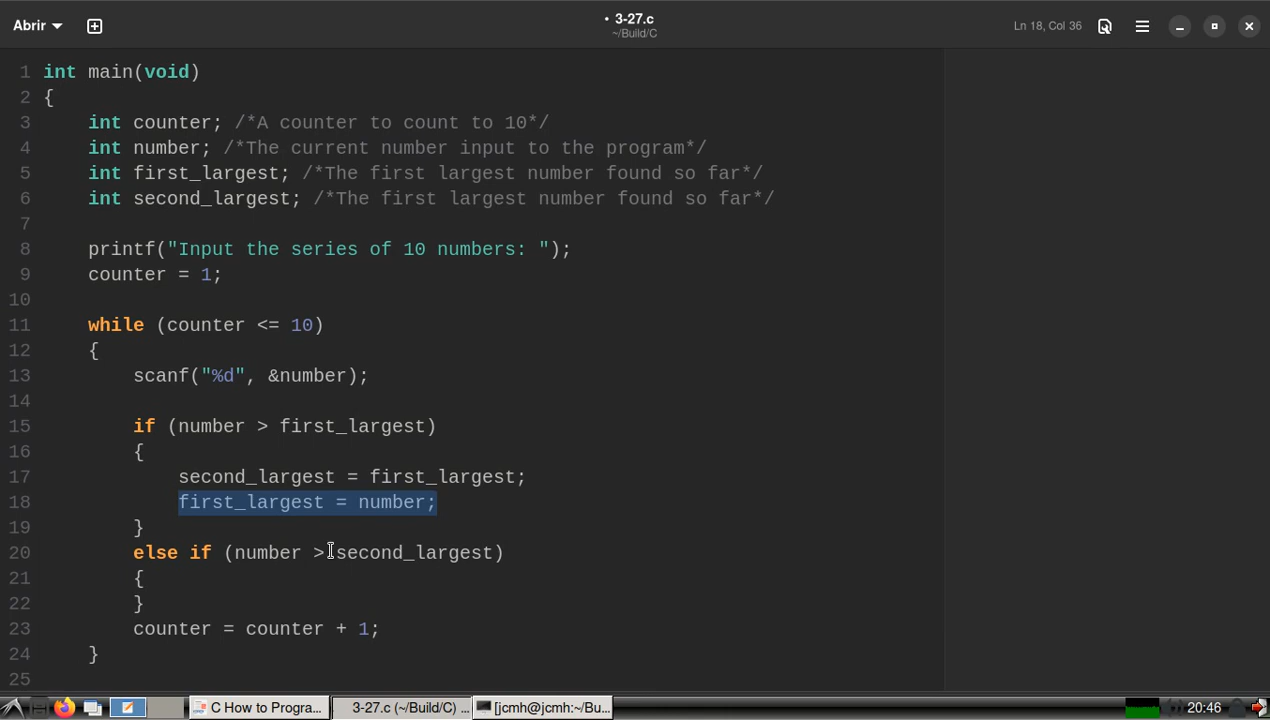 Abrir
• 3-27.c
~/Build/C
Ln 18, Col 36
1 int main(void)
2 {
3 int counter; /*A counter to count to 10*/
4 int number; /*The current number input to the program*/
5 int first_largest; /*The first largest number found so far*/
6 int second_largest; /*The first largest number found so far*/
7
8 printf("Input the series of 10 numbers: ");
9 counter = 1;
10
11 while (counter <= 10)
12 {
13 scanf("%d", &number);
14
15 if (number > first_largest)
16 {
17 second_largest = first_largest;
18 first_largest = number;
19 }
20 else if (number > second_largest)
21 {
22 }
23 counter = counter + 1;
24 }
25
C How to Progra... 3-27.c (~/Build/C) ... [jcmh@jcmh:~/Bu... 20:46